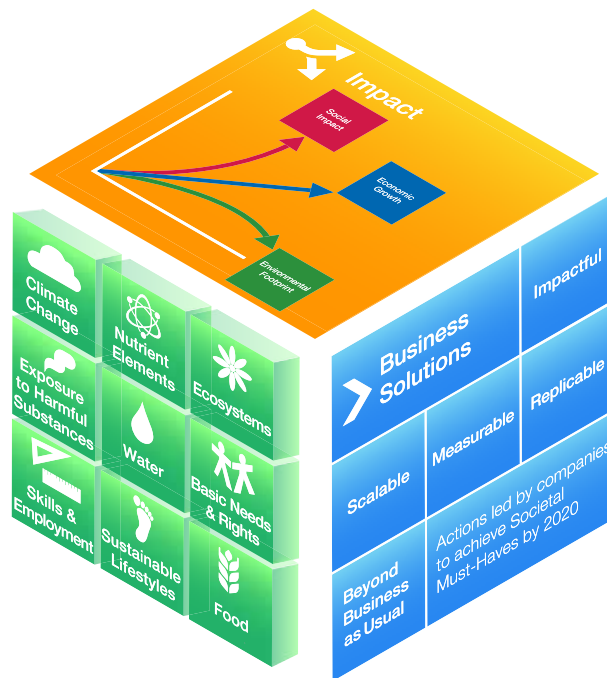 Impact
Social
Impact
Economic
Growth
Environmental
Footprint
Climate
Change
Nutrient
Elements
Ecosystems
Exposure
to Harmful
Substances
Water
Basic Needs
& Rights
Skills &
Employment
Sustainable
Lifestyles
Food
Business
Solutions
Impactful
Scalable
Measurable
Replicable
Beyond
Business
as Usual
Actions led by companies
to achieve Societal
Must-Haves by 2020